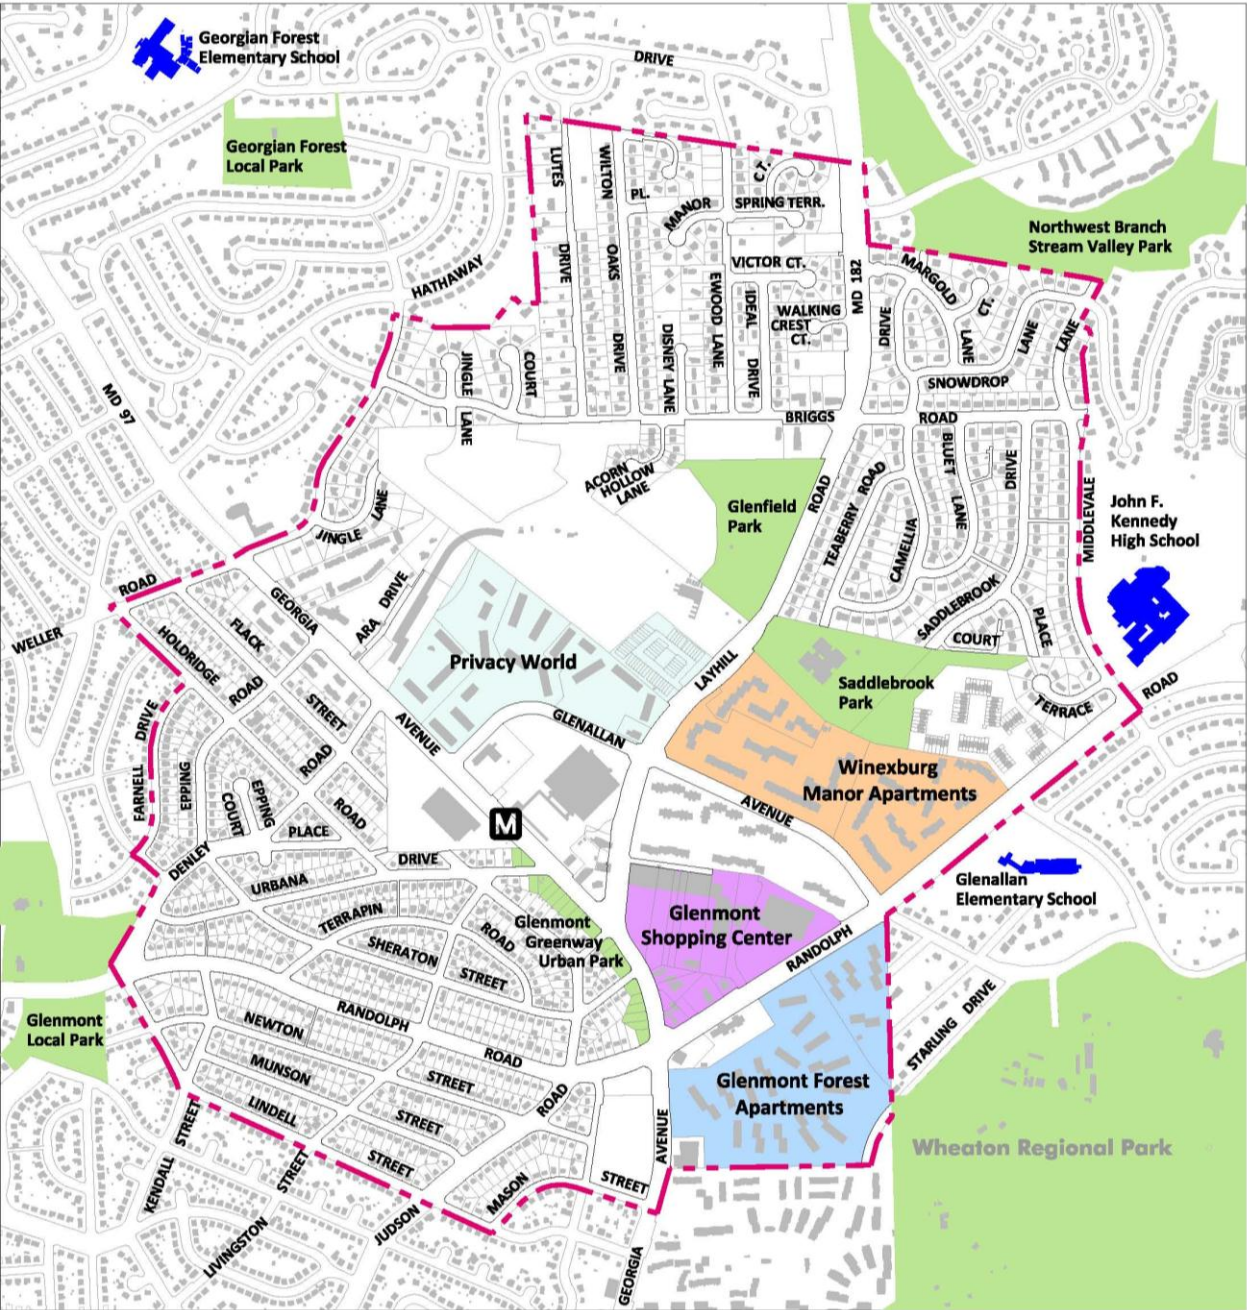 Georgian Forest
Elementary School
DRIVE
Georgian Forest
Local Park
LUTES
DRIVE
WILTON
OAKS
DRIVE
PL.
MANOR
CT.
SPRING TERR.
Northwest Branch
Stream Valley Park
HATHAWAY
VICTOR CT.
EWOOD LANE
IDEAL
DRIVE
WALKING
CREST
CT.
MD 182
MARGOLD
CT.
DRIVE
LANE
LANE
LANE
DISNEY LANE
JINGLE
LANE
COURT
SNOWDROP
MD 97
BRIGGS
ROAD
ACORN
HOLLOW
LANE
BLUET
LANE
DRIVE
Glenfield
Park
ROAD
TEABERRY
ROAD
CAMELLIA
MIDDLEVALE
John F.
Kennedy
High School
LANE
JINGLE
ROAD
WELLER
GEORGIA
ARA
DRIVE
SADDLEBROOK
COURT
PLACE
HOLDRIDGE
ROAD
FLACK
STREET
Privacy World
LAYHILL
Saddlebrook
Park
TERRACE
ROAD
AVENUE
GLENALLAN
FARNELL
DRIVE
EPPING
EPPING
COURT
ROAD
ROAD
PLACE
Winexburg
Manor Apartments
AVENUE
M
DENLEY
DRIVE
URBANA
TERRAPIN
SHERATON
STREET
ROAD
Glenmont
Greenway
Urban Park
Glenmont
Shopping Center
Glenallan
Elementary School
RANDOLPH
Glenmont
Local Park
RANDOLPH
ROAD
NEWTON
STREET
MUNSON
STREET
LINDELL
STREET
ROAD
MASON
STREET
AVENUE
Glenmont Forest
Apartments
STARLING DRIVE
Wheaton Regional Park
KENDALL
STREET
LIVINGSTON
STREET
JUDSON
GEORGIA